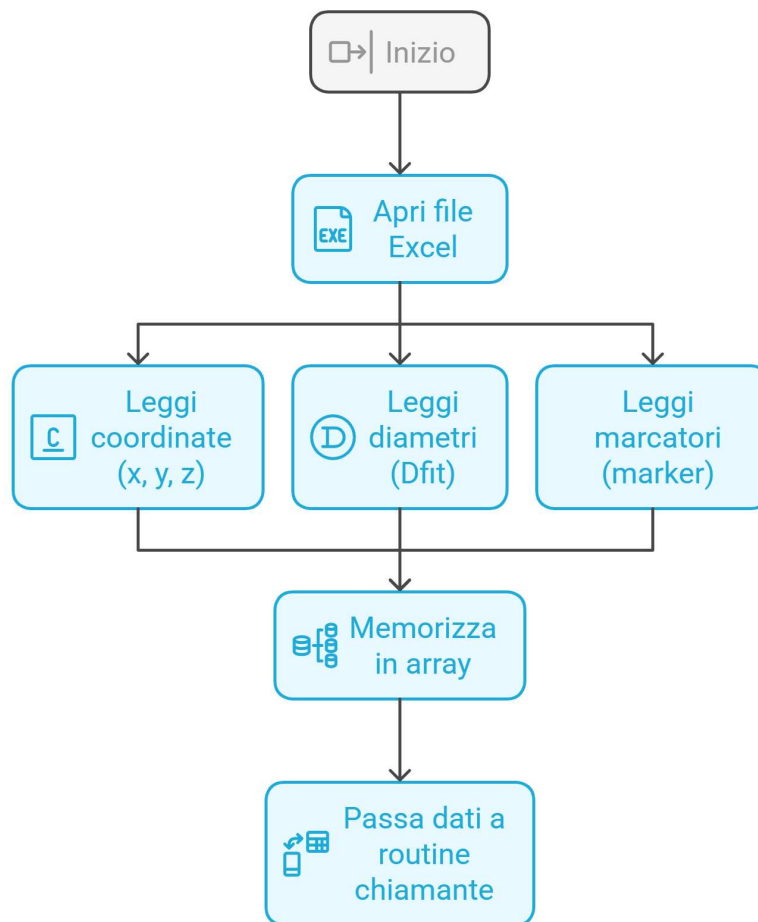 Inizio
Apri file
Excel
EXE
Leggi
coordinate
(x, y, z)
C
Leggi
diametri
(Dfit)
D
Leggi
marcatori
(marker)
Memorizza
in array
Passa dati a
routine
chiamante